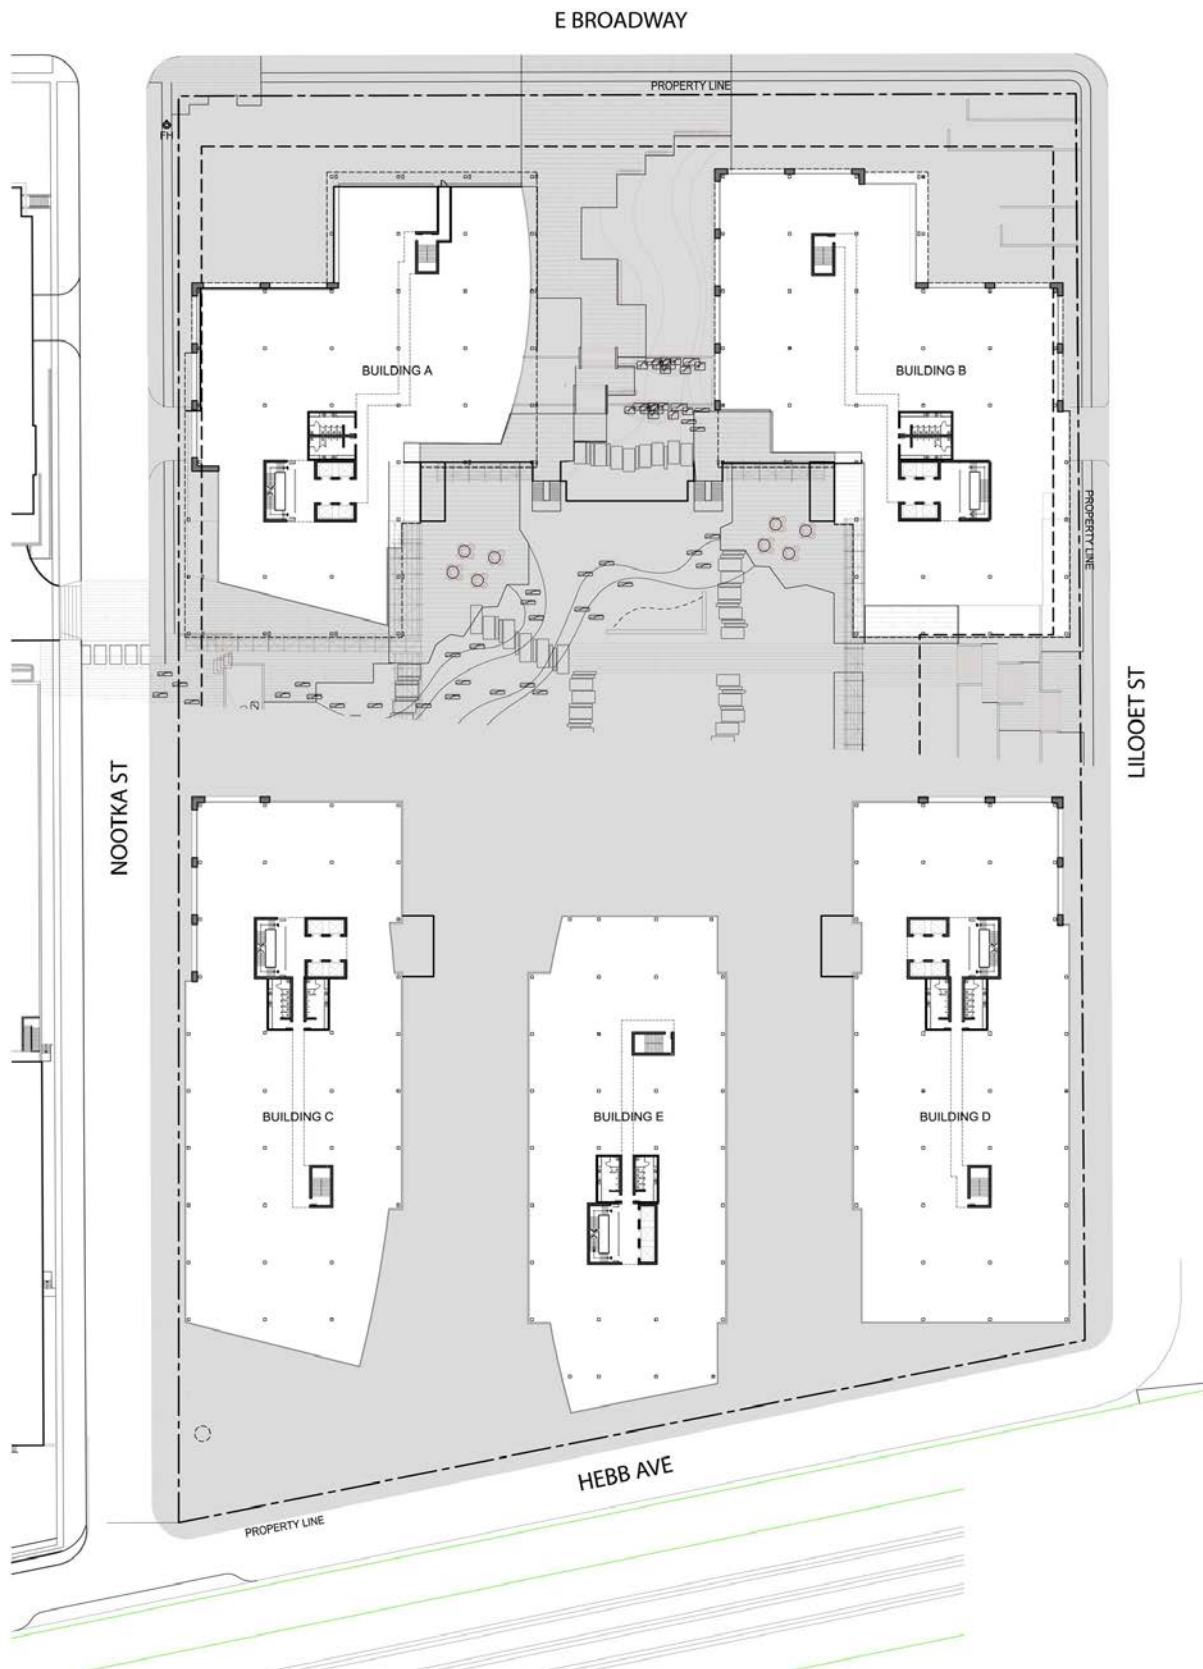 E BROADWAY
PROPERTY LINE
FH
BUILDING A
BUILDING B
PROPERTY LINE
LILOOET ST
NOOTKA ST
BUILDING C
BUILDING E
BUILDING D
HEBB AVE
PROPERTY LINE